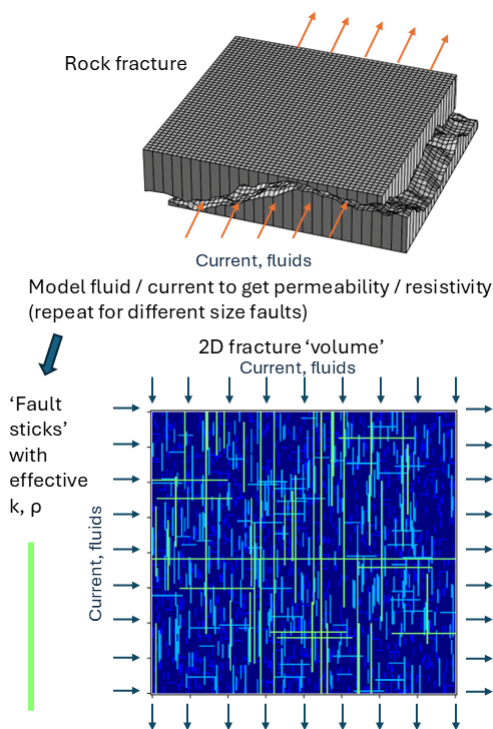 Rock fracture
Current, fluids
Model fluid / current to get permeability / resistivity
(repeat for different size faults)
2D fracture ‘volume’
Current, fluids
‘Fault
sticks’
with
effective
k, ρ
Current, fluids